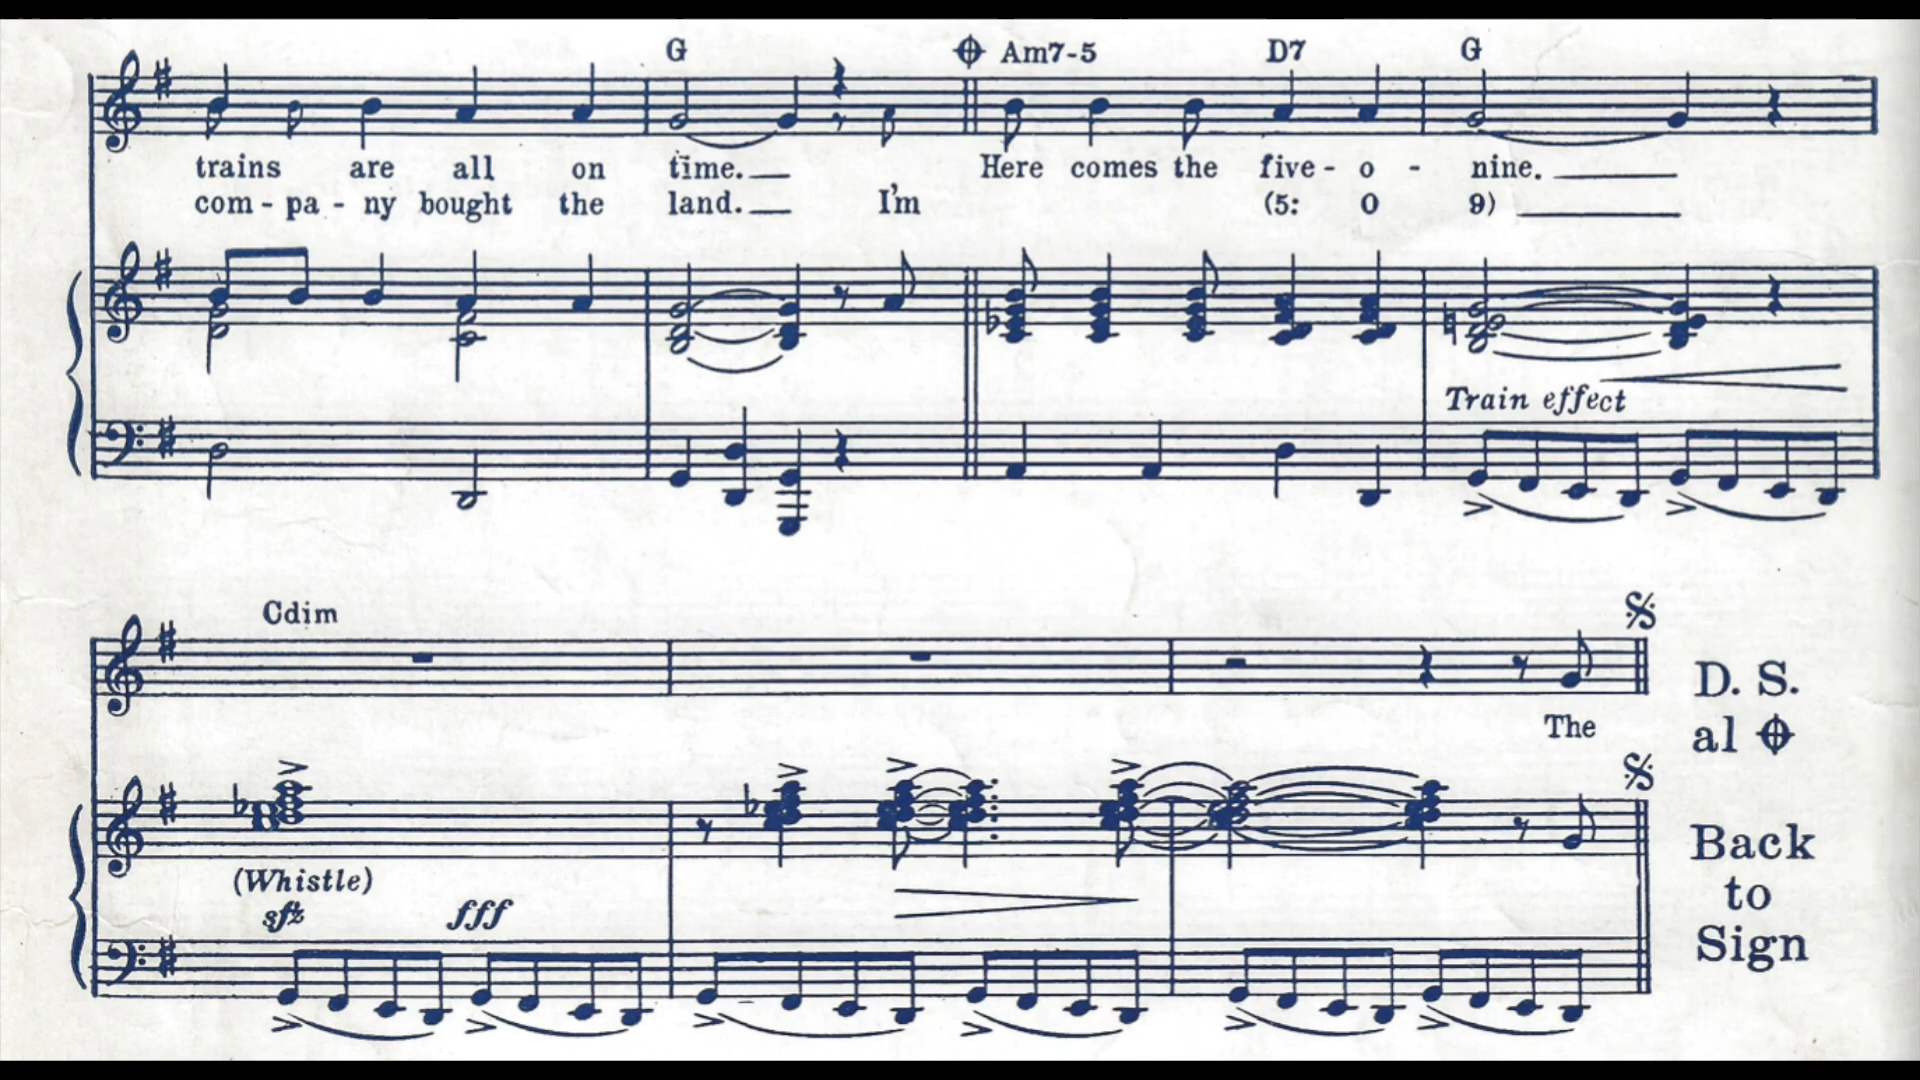 G Am7-5 D7 G
trains are all on time. Here comes the five - o - nine.
com - pa - ny bought the land. I'm (5: 0 9)
Train effect
Cdim
The
D. S.
al
(Whistle)
sfz fff
Back
to
Sign